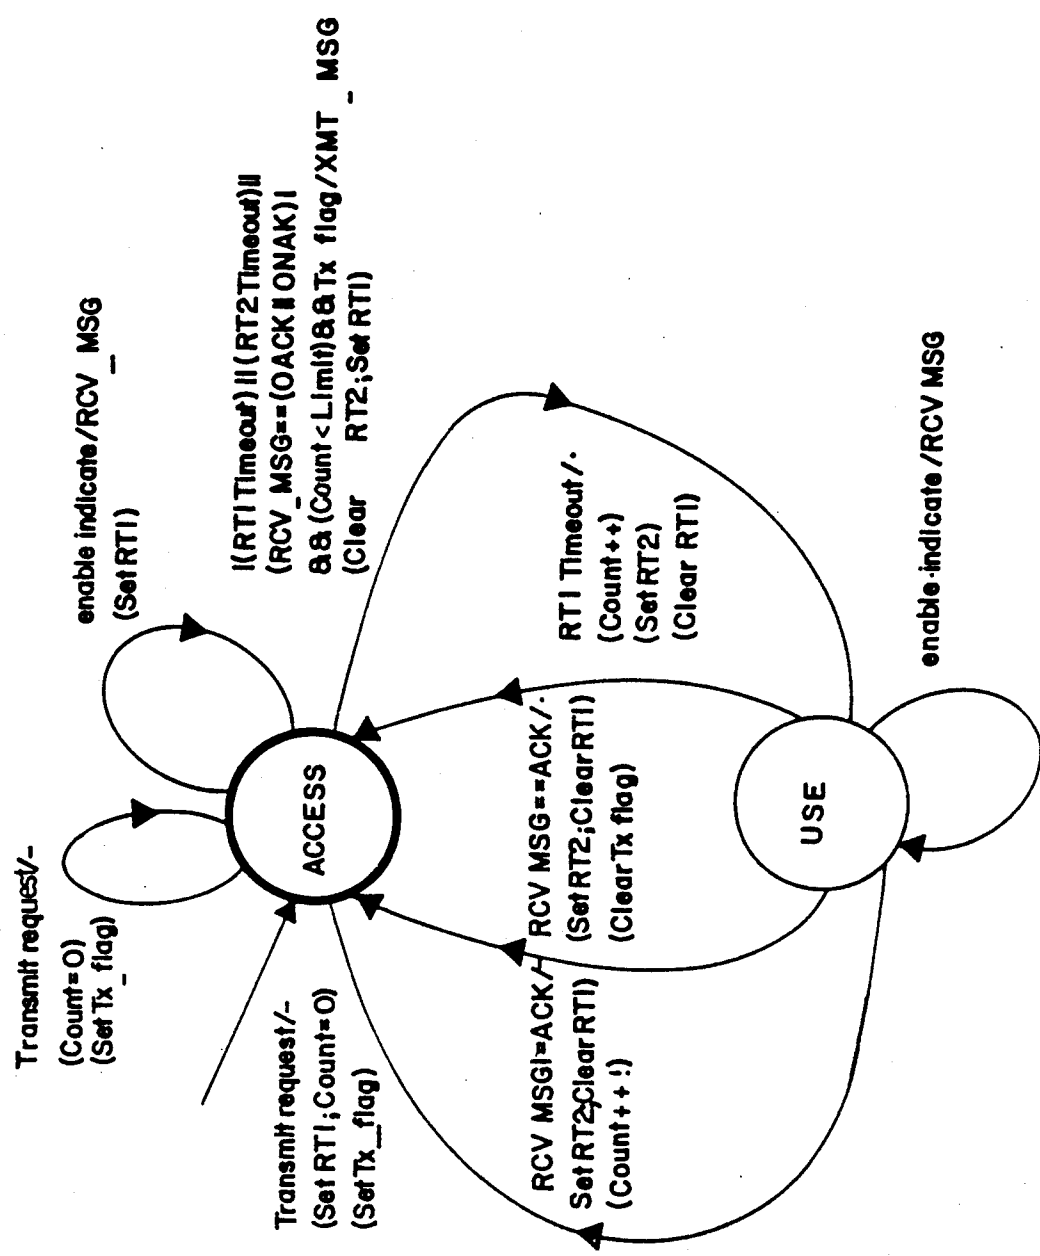 Transmit request/-
(Count=0)
(Set Tx_flag)
enable indicate/RCV_MSG
(Set RT1)
!(RT1 Timeout)||(RT2 Timeout)||
(RCV_MSG==(OACK||ONAK)|
&&(Count<Limit)&&Tx flag/XMT_MSG
(Clear RT2;Set RT1)
ACCESS
Transmit request/-
(Set RT1;Count=0)
(Set Tx_flag)
RCV MSG!=ACK/-
Set RT2;Clear RT1)
(Count++!)
RCV MSG==ACK/.
(Set RT2;Clear RT1)
(Clear Tx flag)
RT1 Timeout/.
(Count++)
(Set RT2)
(Clear RT1)
USE
enable-indicate/RCV MSG